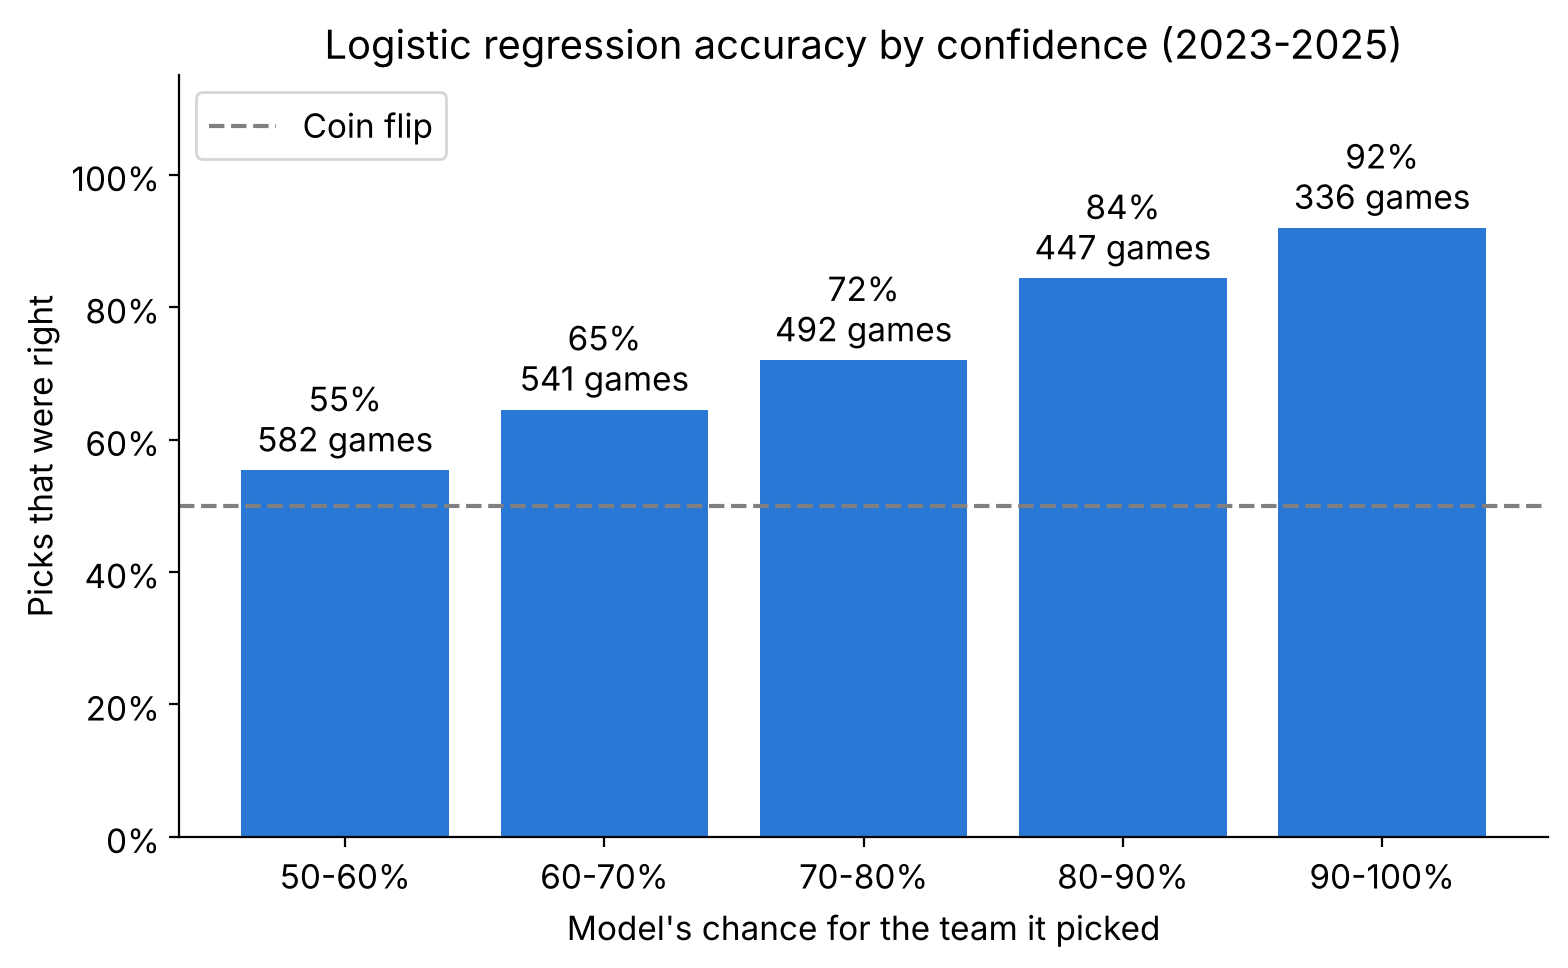 Logistic regression accuracy by confidence (2023-2025)
Coin flip
Picks that were right
100%
80%
60%
40%
20%
0%
55%
582 games
65%
541 games
72%
492 games
84%
447 games
92%
336 games
50-60%
60-70%
70-80%
80-90%
90-100%
Model's chance for the team it picked